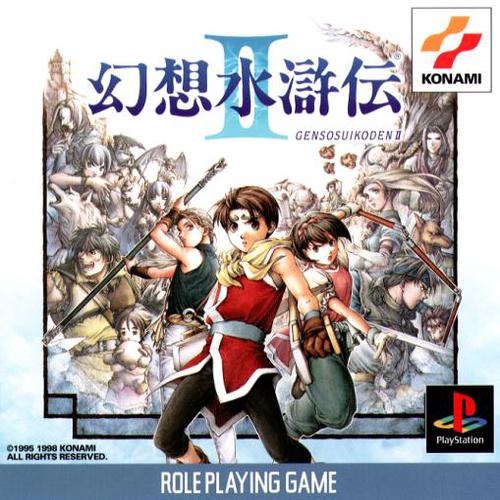 幻想水滸伝®
II
GENSOSUIKODEN II
KONAMI
PlayStation
©1995 1998 KONAMI
ALL RIGHTS RESERVED.
ROLE PLAYING GAME